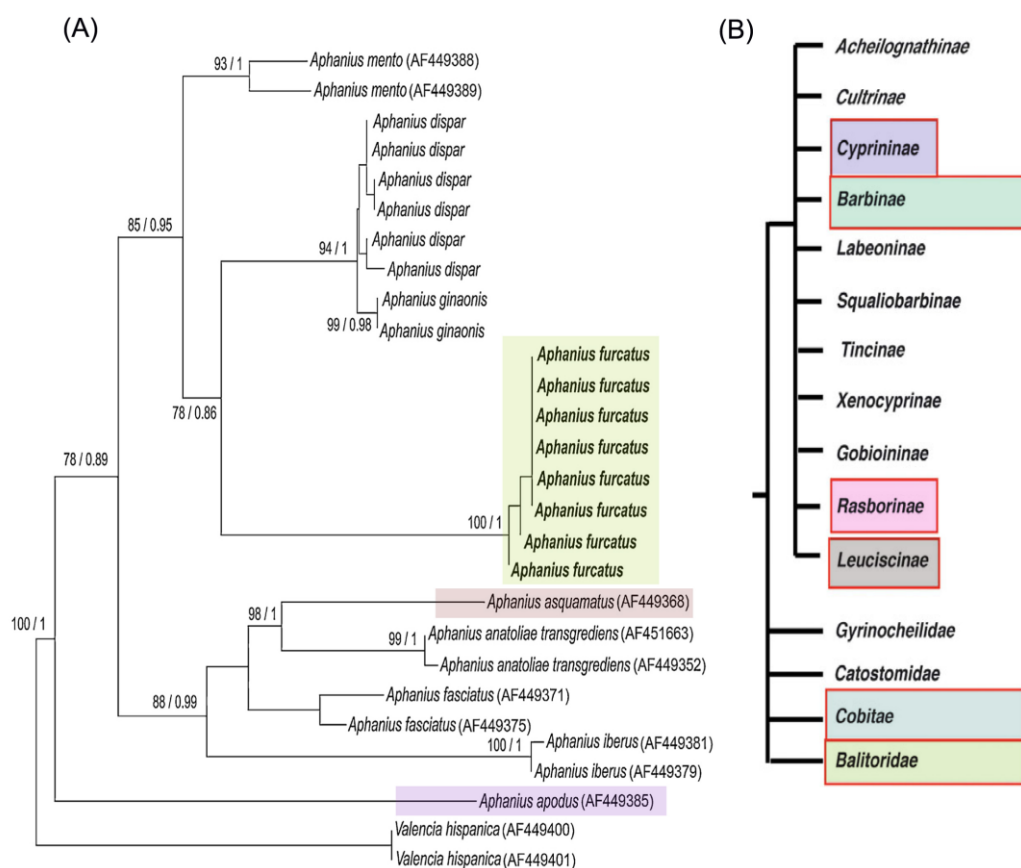 (A)
93 / 1
Aphanius mento (AF449388)
Aphanius mento (AF449389)
Aphanius dispar
Aphanius dispar
Aphanius dispar
Aphanius dispar
85 / 0.95
94 / 1
Aphanius dispar
Aphanius dispar
Aphanius ginaonis
99 / 0.98
Aphanius ginaonis
Aphanius furcatus
Aphanius furcatus
Aphanius furcatus
78 / 0.86
Aphanius furcatus
78 / 0.89
Aphanius furcatus
Aphanius furcatus
100 / 1
Aphanius furcatus
Aphanius furcatus
Aphanius asquamatus (AF449368)
98 / 1
100 / 1
99 / 1
Aphanius anatoliae transgrediens (AF451663)
Aphanius anatoliae transgrediens (AF449352)
88 / 0.99
Aphanius fasciatus (AF449371)
Aphanius fasciatus (AF449375)
100 / 1
Aphanius iberus (AF449381)
Aphanius iberus (AF449379)
Aphanius apodus (AF449385)
Valencia hispanica (AF449400)
Valencia hispanica (AF449401)
(B)
Acheilognathinae
Cultrinae
Cyprininae
Barbinae
Labeoninae
Squaliobarbinae
Tincinae
Xenocyprinae
Gobioininae
Rasborinae
Leuciscinae
Gyrinocheilidae
Catostomidae
Cobitae
Balitoridae